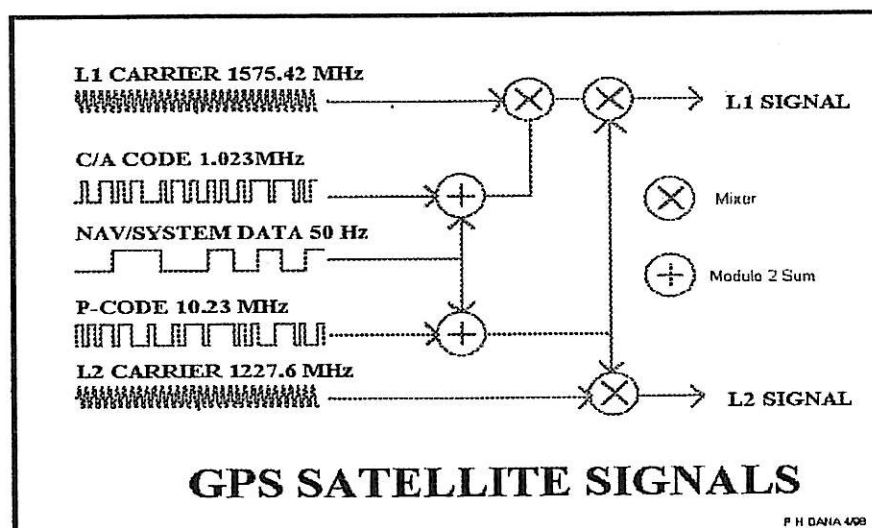 L1 CARRIER 1575.42 MHz
L1 SIGNAL
C/A CODE 1.023MHz
Mixer
NAV/SYSTEM DATA 50 Hz
Modulo 2 Sum
P-CODE 10.23 MHz
L2 CARRIER 1227.6 MHz
L2 SIGNAL
GPS SATELLITE SIGNALS
P H DANA 4/98